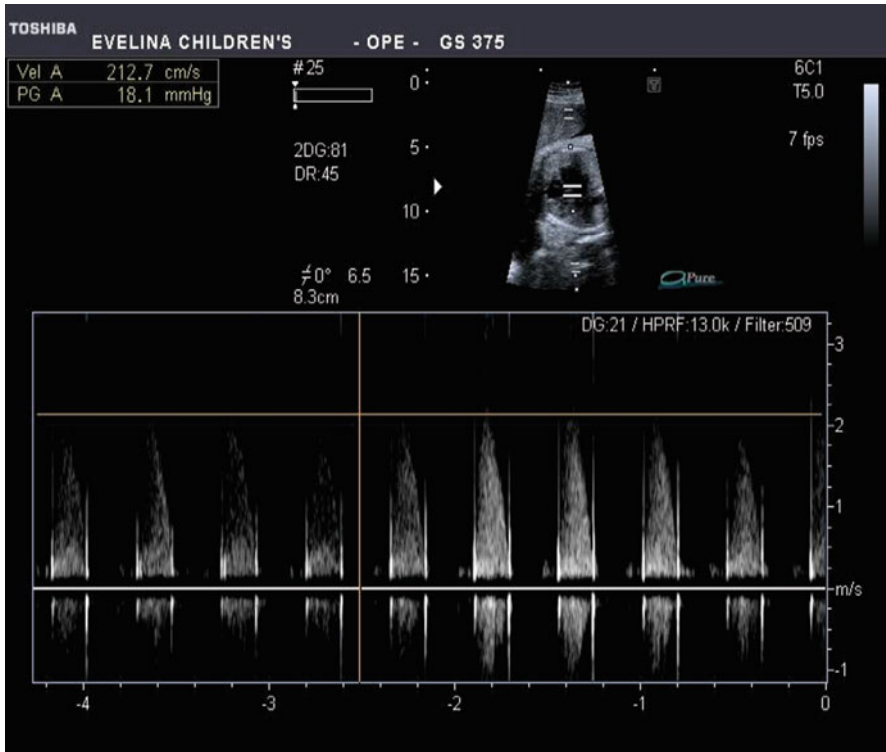 TOSHIBA
EVELINA CHILDREN'S - OPE - GS 375
Vel A 212.7 cm/s
PG A 18.1 mmHg
#25
2DG:81
DR:45
≠0° 6.5
8.3cm
0
5
10
15
6C1
T5.0
7 fps
Pure
DG:21 / HPRF:13.0k / Filter:509
3
2
1
m/s
-1
-4 -3 -2 -1 0